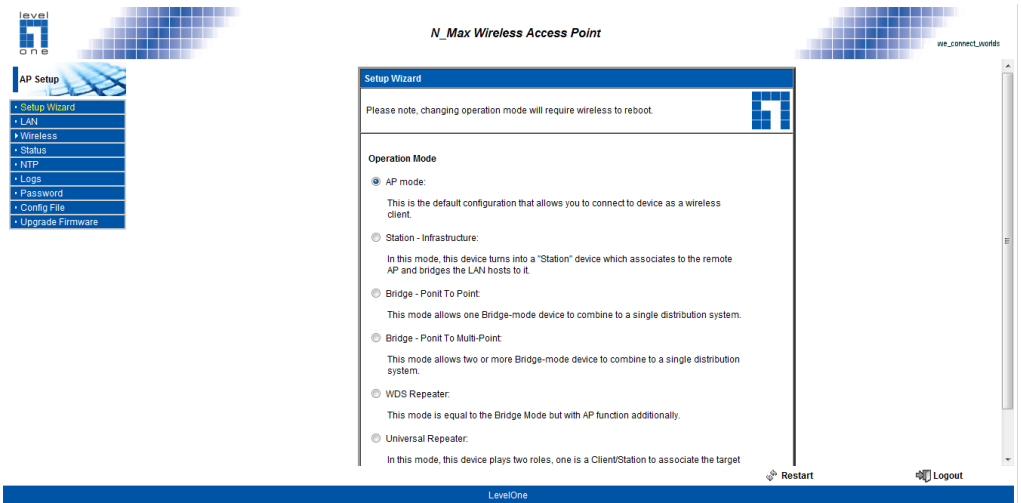 level
one
N_Max Wireless Access Point
we_connect_worlds
AP Setup
Setup Wizard
LAN
Wireless
Status
NTP
Logs
Password
Config File
Upgrade Firmware
Setup Wizard
Please note, changing operation mode will require wireless to reboot.
Operation Mode
AP mode:
This is the default configuration that allows you to connect to device as a wireless
client.
Station - Infrastructure:
In this mode, this device turns into a "Station" device which associates to the remote
AP and bridges the LAN hosts to it.
Bridge - Ponit To Point:
This mode allows one Bridge-mode device to combine to a single distribution system.
Bridge - Ponit To Multi-Point:
This mode allows two or more Bridge-mode device to combine to a single distribution
system.
WDS Repeater:
This mode is equal to the Bridge Mode but with AP function additionally.
Universal Repeater:
In this mode, this device plays two roles, one is a Client/Station to associate the target
Restart
Logout
LevelOne